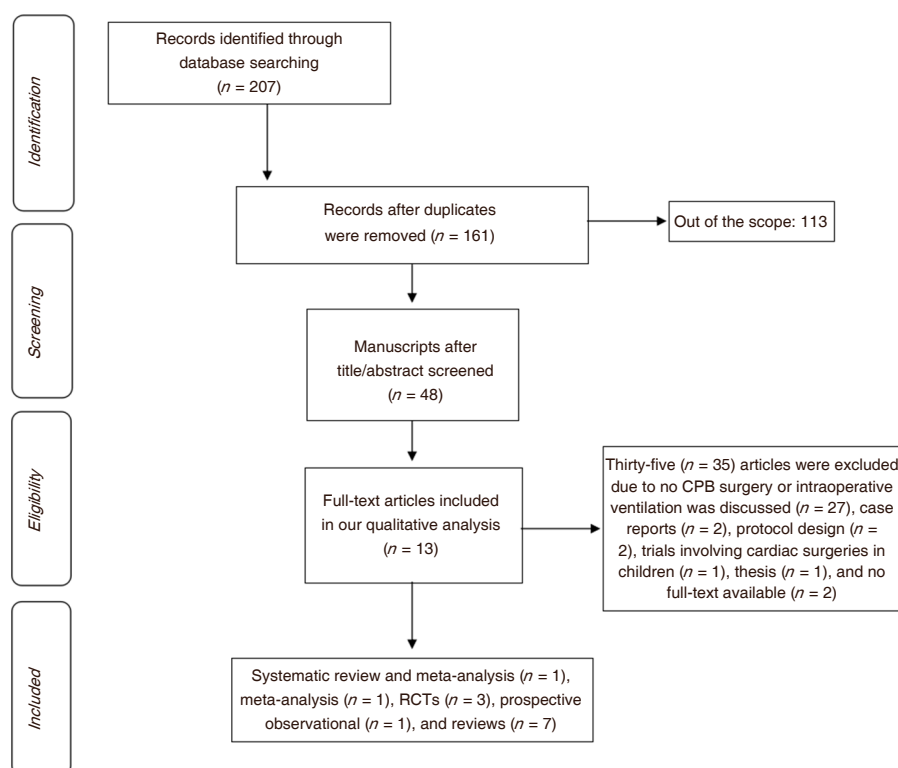 Identification
Records identified through
database searching
(n = 207)
Records after duplicates
were removed (n = 161)
Out of the scope: 113
Screening
Manuscripts after
title/abstract screened
(n = 48)
Eligibility
Full-text articles included
in our qualitative analysis
(n = 13)
Thirty-five (n = 35) articles were excluded
due to no CPB surgery or intraoperative
ventilation was discussed (n = 27), case
reports (n = 2), protocol design (n =
2), trials involving cardiac surgeries in
children (n = 1), thesis (n = 1), and no
full-text available (n = 2)
Included
Systematic review and meta-analysis (n = 1),
meta-analysis (n = 1), RCTs (n = 3), prospective
observational (n = 1), and reviews (n = 7)